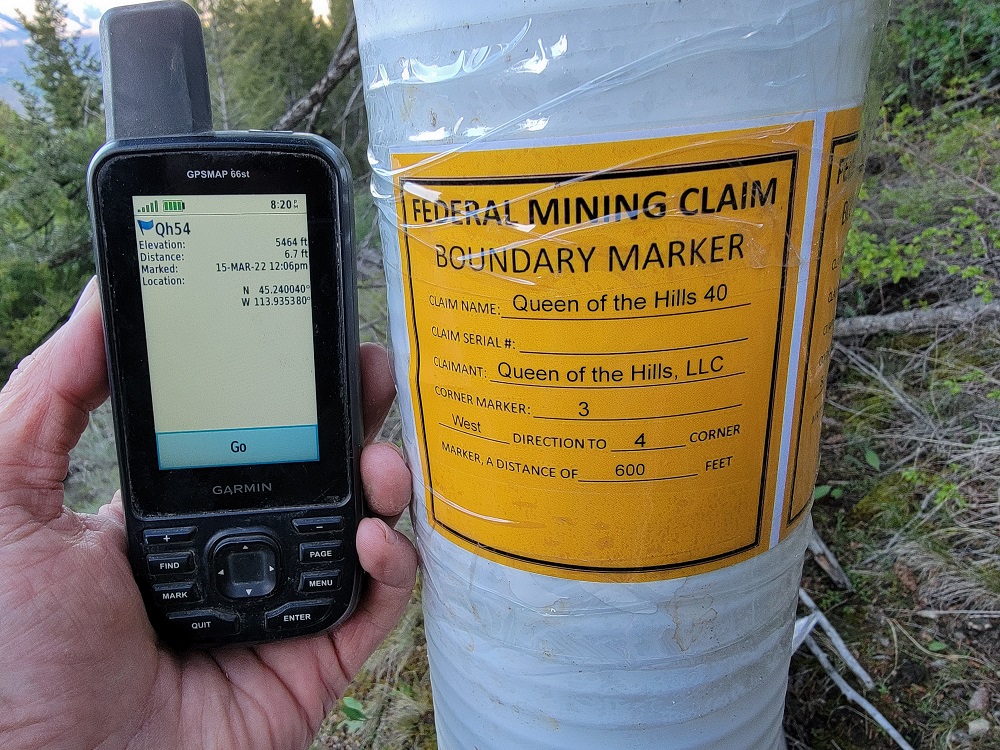 GPSMAP 66st
8:20 PM
Qh54
Elevation: 5464 ft
Distance: 6.7 ft
Marked: 15-MAR-22 12:06pm
Location:
N 45.240040°
W 113.935380°
Go
GARMIN
+ −
FIND PAGE
MARK MENU
QUIT ENTER
FEDERAL MINING CLAIM
BOUNDARY MARKER
CLAIM NAME: Queen of the Hills 40
CLAIM SERIAL #:
CLAIMANT: Queen of the Hills, LLC
CORNER MARKER: 3
West DIRECTION TO 4 CORNER
MARKER, A DISTANCE OF 600 FEET